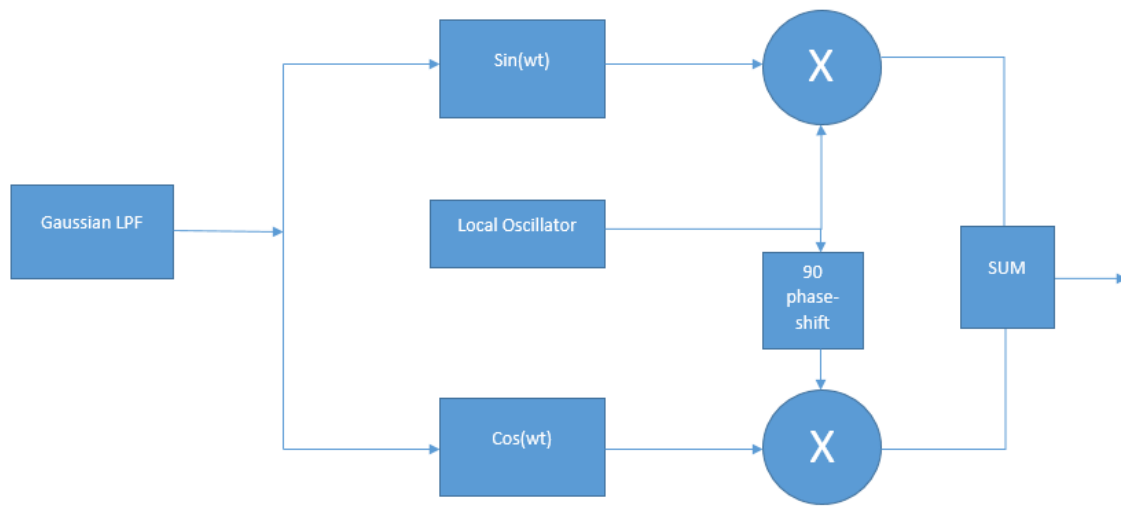 Sin(wt)
X
Gaussian LPF
Local Oscillator
90
phase-
shift
SUM
Cos(wt)
X